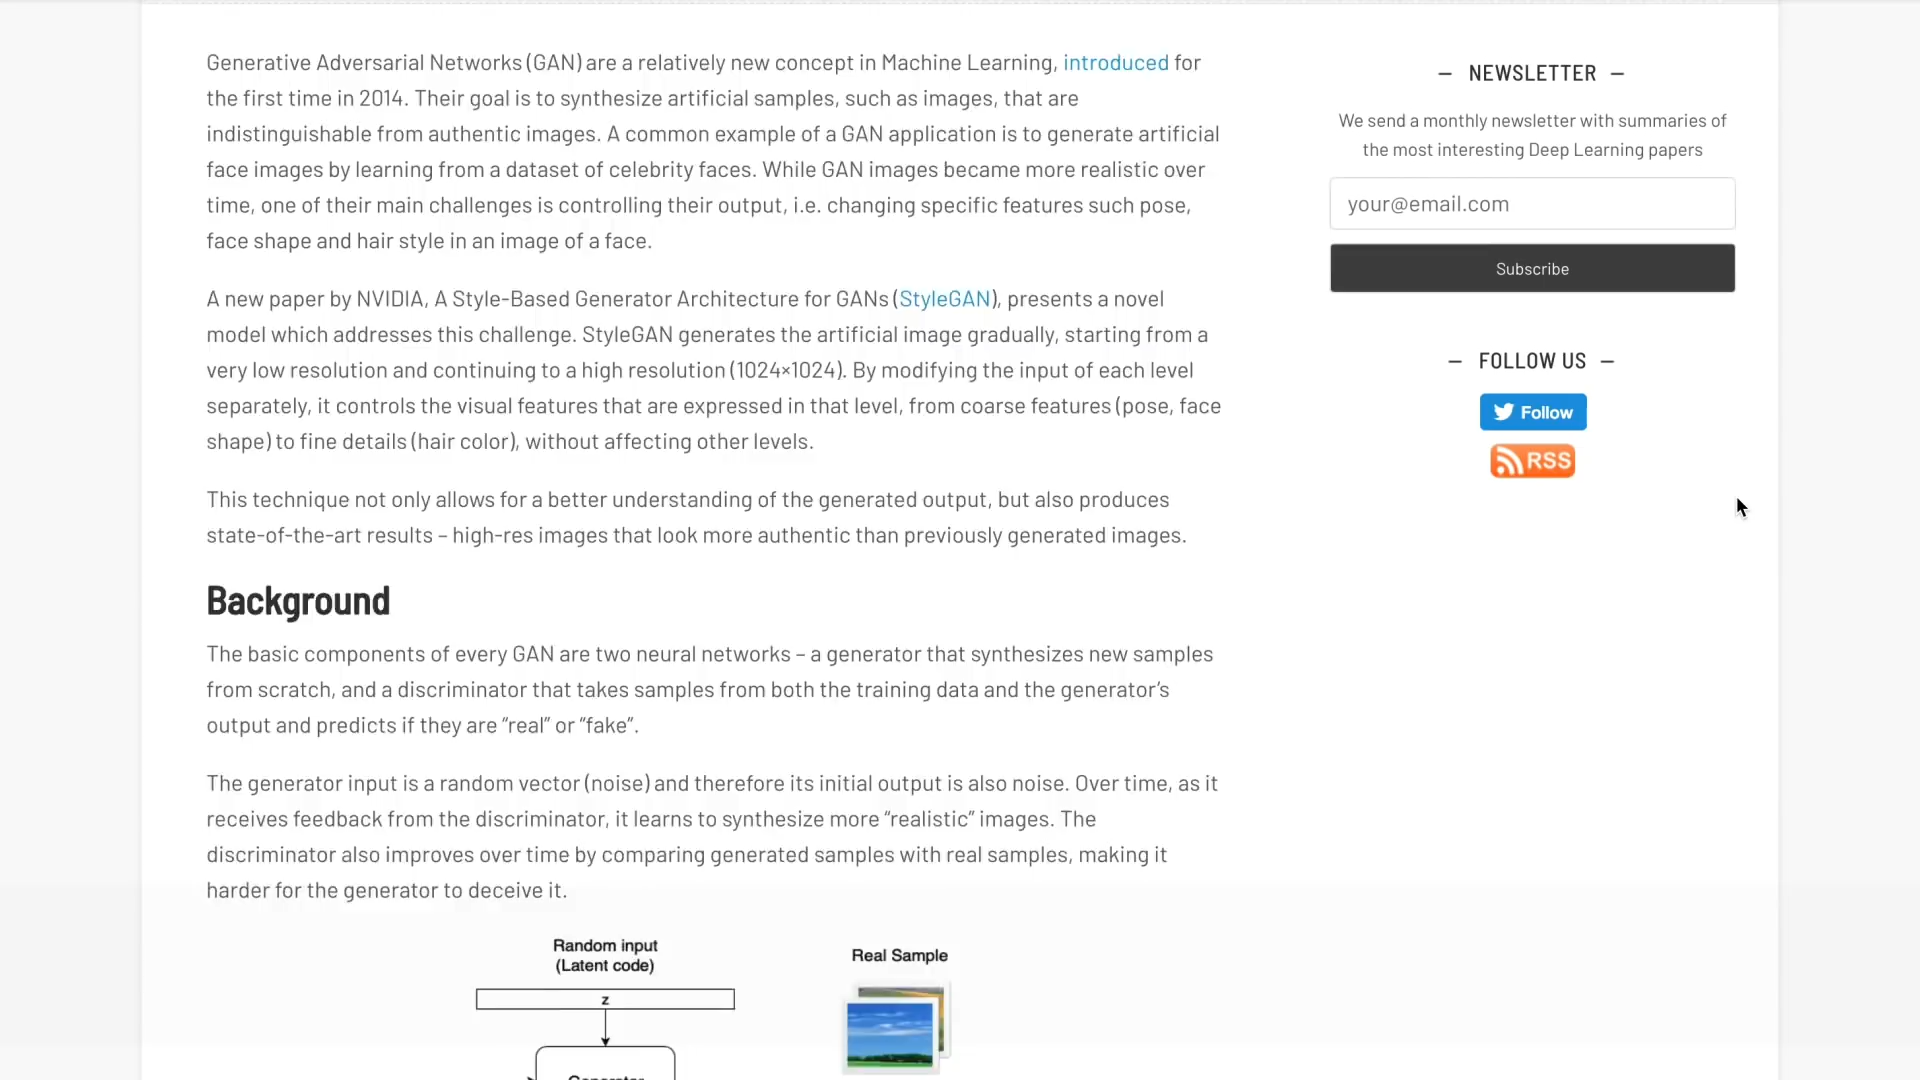 Generative Adversarial Networks (GAN) are a relatively new concept in Machine Learning, introduced for
the first time in 2014. Their goal is to synthesize artificial samples, such as images, that are
indistinguishable from authentic images. A common example of a GAN application is to generate artificial
face images by learning from a dataset of celebrity faces. While GAN images became more realistic over
time, one of their main challenges is controlling their output, i.e. changing specific features such pose,
face shape and hair style in an image of a face.
A new paper by NVIDIA, A Style-Based Generator Architecture for GANs (StyleGAN), presents a novel
model which addresses this challenge. StyleGAN generates the artificial image gradually, starting from a
very low resolution and continuing to a high resolution (1024×1024). By modifying the input of each level
separately, it controls the visual features that are expressed in that level, from coarse features (pose, face
shape) to fine details (hair color), without affecting other levels.
This technique not only allows for a better understanding of the generated output, but also produces
state-of-the-art results – high-res images that look more authentic than previously generated images.
Background
The basic components of every GAN are two neural networks – a generator that synthesizes new samples
from scratch, and a discriminator that takes samples from both the training data and the generator’s
output and predicts if they are “real” or “fake”.
The generator input is a random vector (noise) and therefore its initial output is also noise. Over time, as it
receives feedback from the discriminator, it learns to synthesize more “realistic” images. The
discriminator also improves over time by comparing generated samples with real samples, making it
harder for the generator to deceive it.
Random input
(Latent code)
z
Real Sample
– NEWSLETTER –
We send a monthly newsletter with summaries of
the most interesting Deep Learning papers
your@email.com
Subscribe
– FOLLOW US –
Follow
RSS